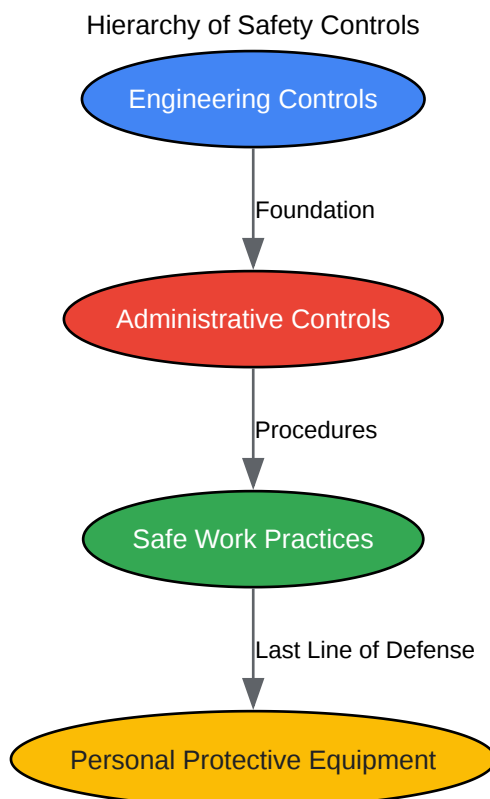 Hierarchy of Safety Controls
Engineering Controls
Foundation
Administrative Controls
Procedures
Safe Work Practices
Last Line of Defense
Personal Protective Equipment